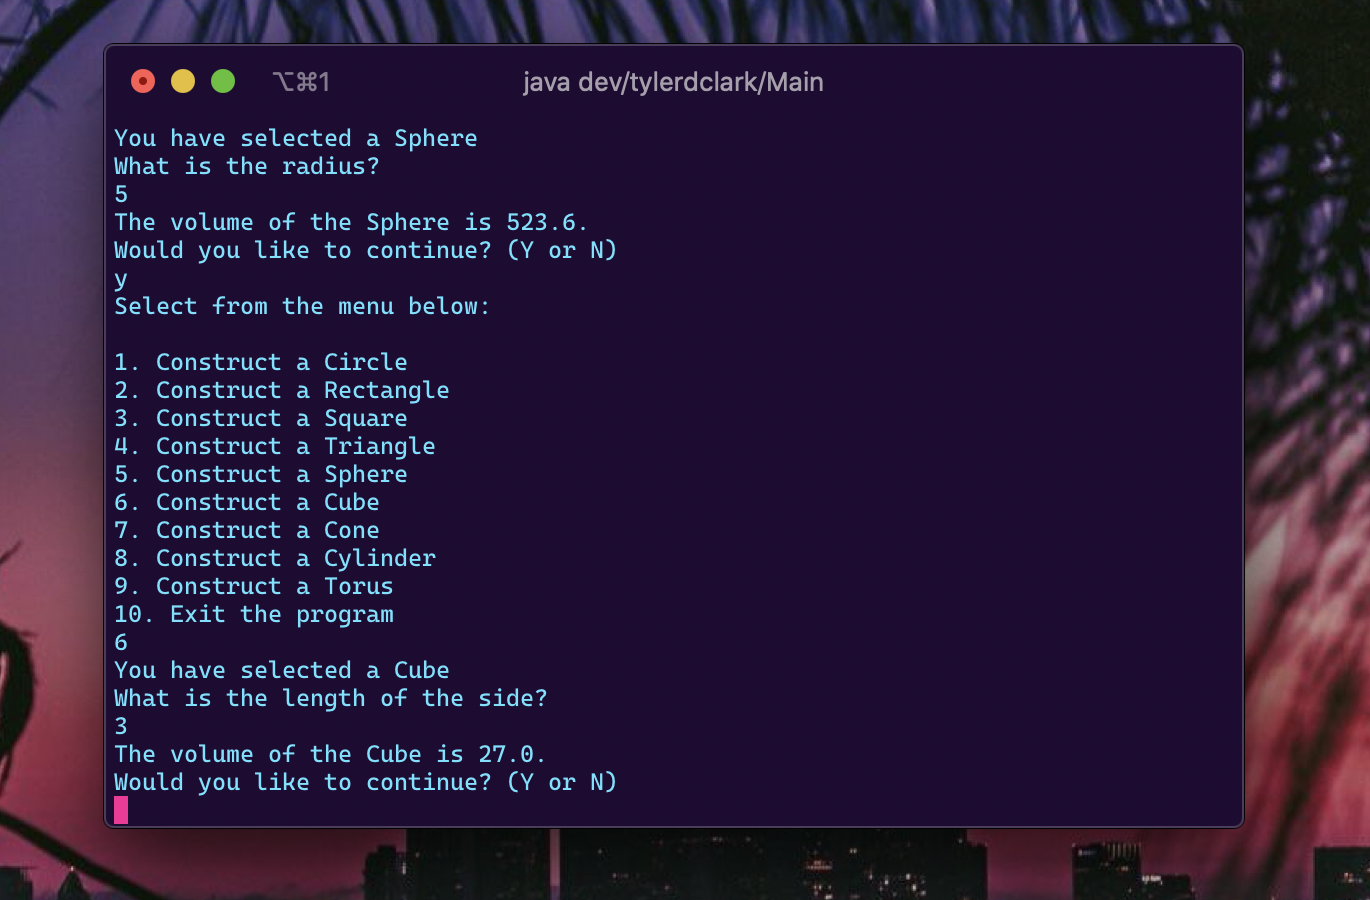 ⌥⌘1
java dev/tylerdclark/Main
You have selected a Sphere
What is the radius?
5
The volume of the Sphere is 523.6.
Would you like to continue? (Y or N)
y
Select from the menu below:
1. Construct a Circle
2. Construct a Rectangle
3. Construct a Square
4. Construct a Triangle
5. Construct a Sphere
6. Construct a Cube
7. Construct a Cone
8. Construct a Cylinder
9. Construct a Torus
10. Exit the program
6
You have selected a Cube
What is the length of the side?
3
The volume of the Cube is 27.0.
Would you like to continue? (Y or N)